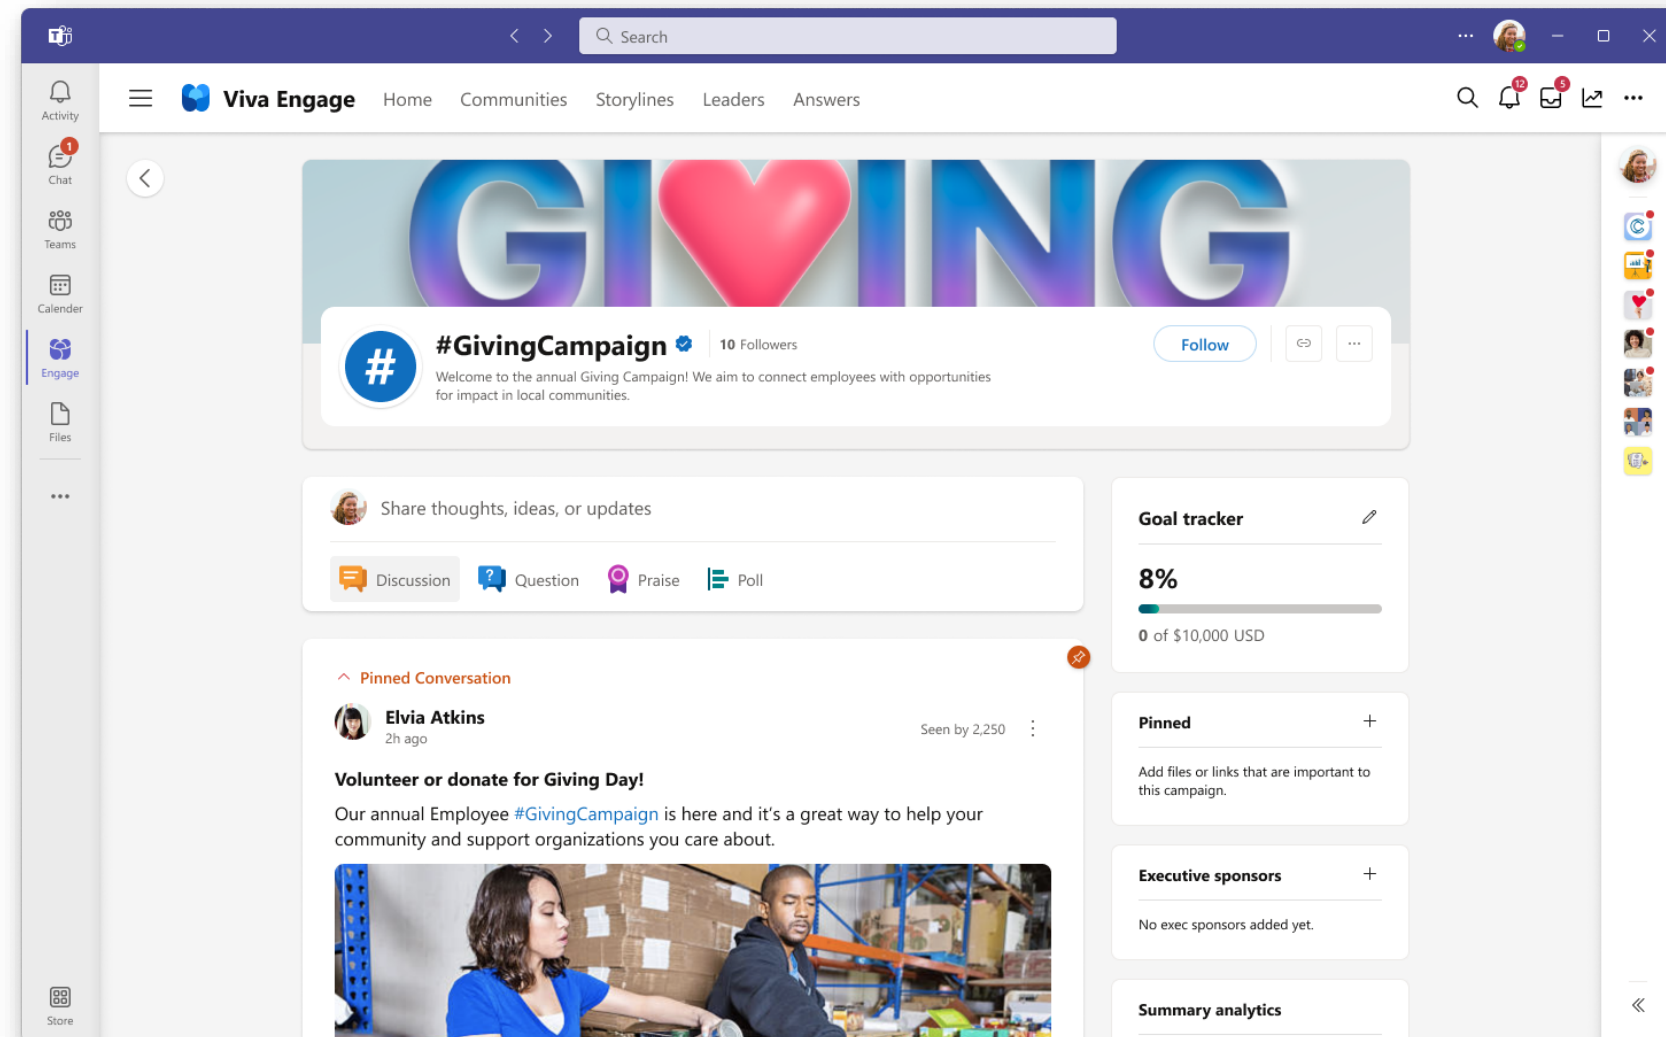 Search
Activity
1
Chat
Teams
Calender
Engage
Files
Store
Viva Engage
Home
Communities
Storylines
Leaders
Answers
12
5
GIVING
#
#GivingCampaign
10 Followers
Welcome to the annual Giving Campaign! We aim to connect employees with opportunities
for impact in local communities.
Follow
Share thoughts, ideas, or updates
Discussion
Question
Praise
Poll
Pinned Conversation
Elvia Atkins
2h ago
Seen by 2,250
Volunteer or donate for Giving Day!
Our annual Employee #GivingCampaign is here and it's a great way to help your
community and support organizations you care about.
Goal tracker
8%
0 of $10,000 USD
Pinned
Add files or links that are important to
this campaign.
Executive sponsors
No exec sponsors added yet.
Summary analytics